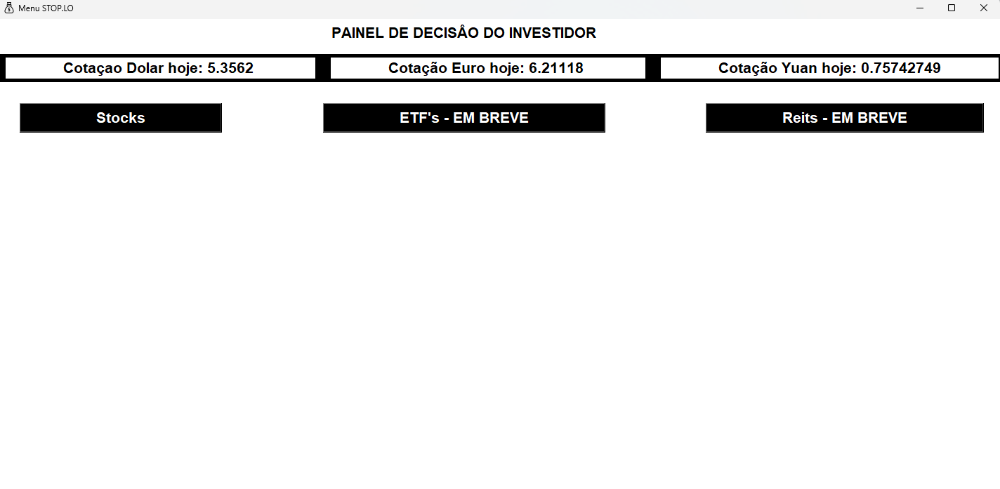 Menu STOP.LO
PAINEL DE DECISÂO DO INVESTIDOR
Cotaçao Dolar hoje: 5.3562
Cotação Euro hoje: 6.21118
Cotação Yuan hoje: 0.75742749
Stocks
ETF's - EM BREVE
Reits - EM BREVE